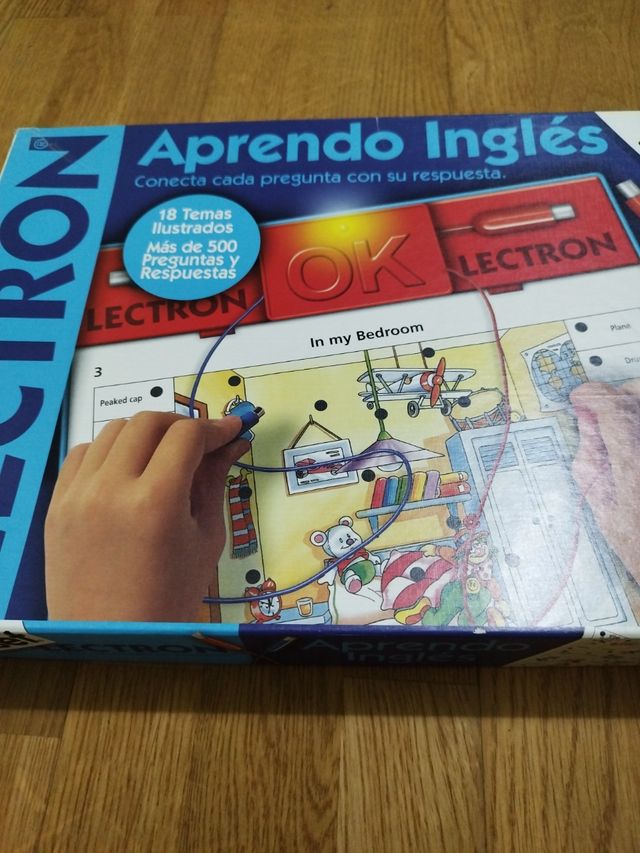 Aprendo Inglés
Conecta cada pregunta con su respuesta.
18 Temas
Ilustrados
Más de 500
Preguntas y
Respuestas
LECTRON
OK
LECTRON
In my Bedroom
3
Peaked cap
Plane
LECTRON
Aprendo
Inglés